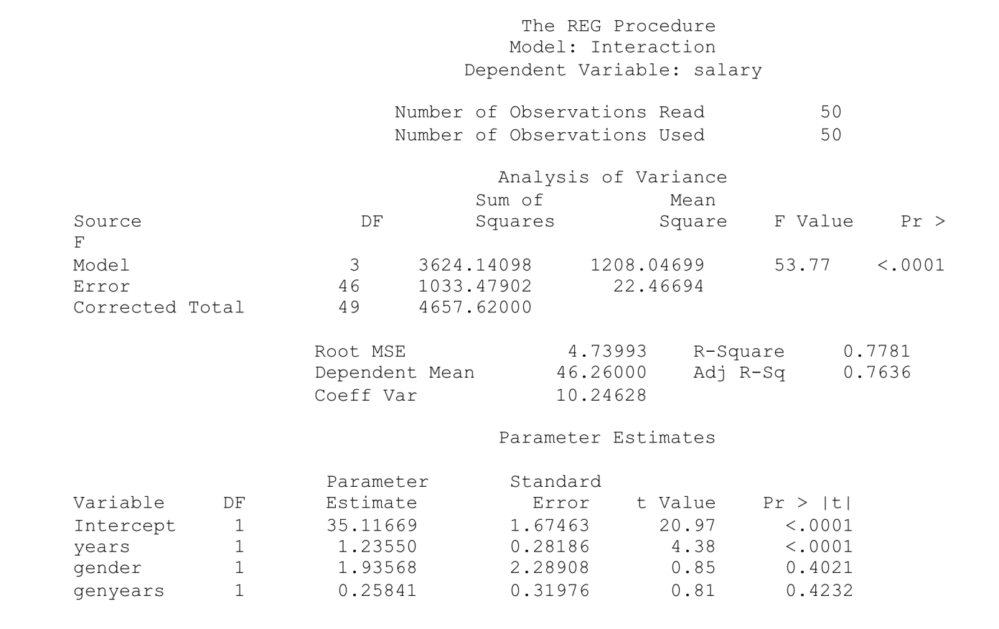 The REG Procedure
Model: Interaction
Dependent Variable: salary
Number of Observations Read 50
Number of Observations Used 50
Analysis of Variance
Sum of Mean
Source DF Squares Square F Value Pr >
F
Model 3 3624.14098 1208.04699 53.77 <.0001
Error 46 1033.47902 22.46694
Corrected Total 49 4657.62000
Root MSE 4.73993 R-Square 0.7781
Dependent Mean 46.26000 Adj R-Sq 0.7636
Coeff Var 10.24628
Parameter Estimates
Parameter Standard
Variable DF Estimate Error t Value Pr > |t|
Intercept 1 35.11669 1.67463 20.97 <.0001
years 1 1.23550 0.28186 4.38 <.0001
gender 1 1.93568 2.28908 0.85 0.4021
genyears 1 0.25841 0.31976 0.81 0.4232